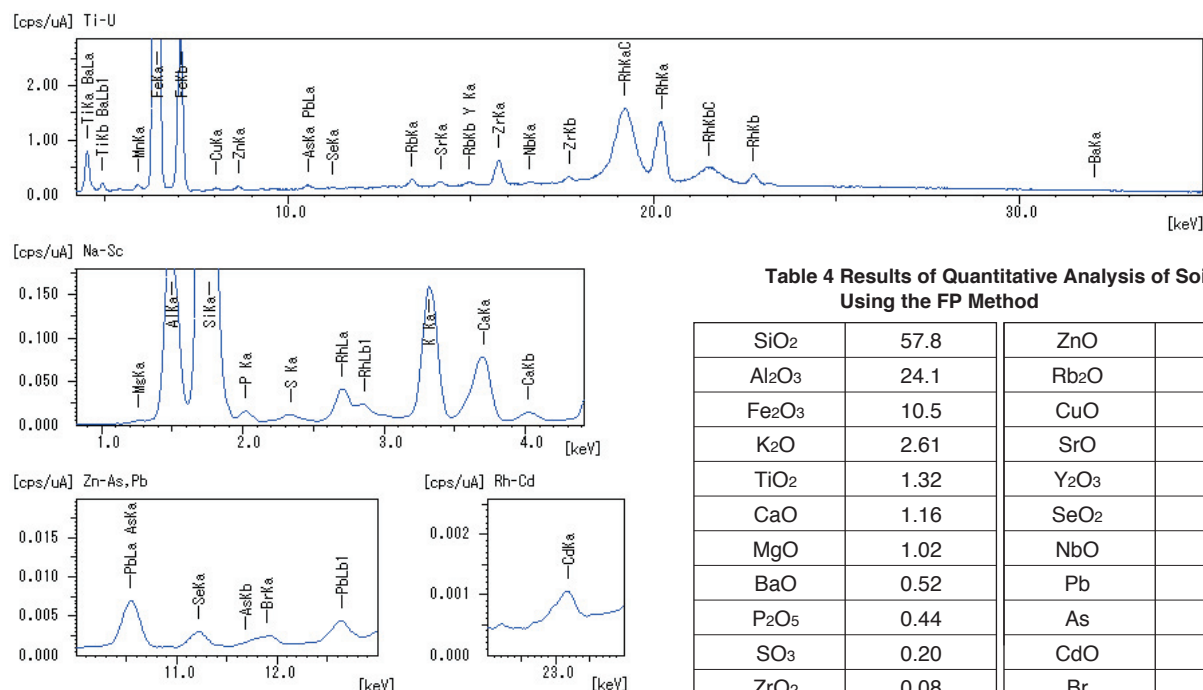 [cps/uA] Ti-U
2.00
1.00
0.00
TiKa BaLa
TiKb BaLb1
MnKa
FeKa
FeKb
CuKa
ZnKa
AsKa PbLa
SeKa
RbKa
SrKa
RbKb Y Ka
ZrKa
NbKa
ZrKb
RhKaC
RhKa
RhKbC
RhKb
BaKa
10.0 20.0 30.0
[keV]
[cps/uA] Na-Sc
0.150
0.100
0.050
0.000
MgKa
AlKa
SiKa
P Ka
S Ka
RhLa
RhLb1
K Ka
CaKa
CaKb
1.0 2.0 3.0 4.0
[keV]
[cps/uA] Zn-As,Pb
0.015
0.010
0.005
0.000
PbLa AsKa
SeKa
AsKb
BrKa
PbLb1
11.0 12.0
[keV]
[cps/uA] Rh-Cd
0.002
0.001
0.000
CdKa
23.0
[keV]
Table 4 Results of Quantitative Analysis of Soi
Using the FP Method
SiO2 57.8 ZnO
Al2O3 24.1 Rb2O
Fe2O3 10.5 CuO
K2O 2.61 SrO
TiO2 1.32 Y2O3
CaO 1.16 SeO2
MgO 1.02 NbO
BaO 0.52 Pb
P2O5 0.44 As
SO3 0.20 CdO
ZrO2 0.08 Br